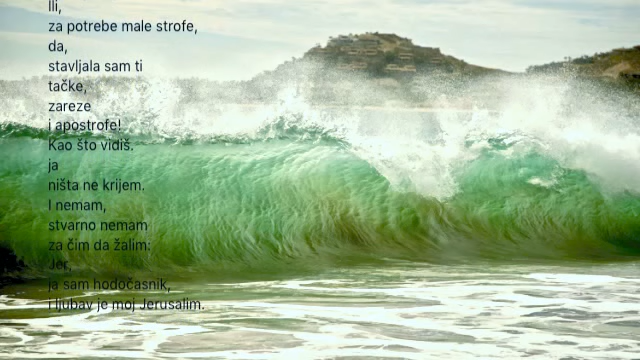 Ili,
za potrebe male strofe,
da,
stavljala sam ti
tačke,
zareze
i apostrofe!
Kao što vidiš.
ja
ništa ne krijem.
I nemam,
stvarno nemam
za čim da žalim:
Jer,
ja sam hodočasnik,
i ljubav je moj Jerusalim.